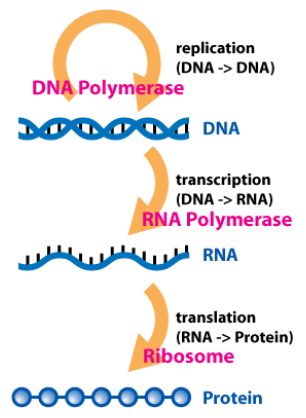 replication
(DNA -> DNA)
DNA Polymerase
DNA
transcription
(DNA -> RNA)
RNA Polymerase
RNA
translation
(RNA -> Protein)
Ribosome
Protein